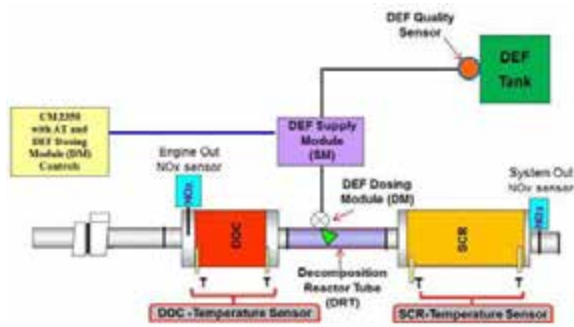 DEF Quality
Sensor
DEF
Tank
CM2350
with AT and
DEF Dosing
Module (DM)
Controls
DEF Supply
Module
(SM)
Engine Out
NOx sensor
NOx
DEF Dosing
Module (DM)
System Out
NOx sensor
NOx
DOC
SCR
T
T
Decomposition
Reactor Tube
(DRT)
T
T
DOC -Temperature Sensor
SCR-Temperature Sensor